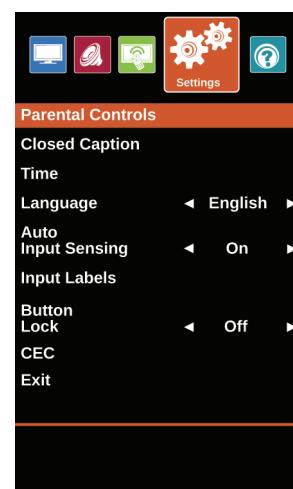 Settings
Parental Controls
Closed Caption
Time
Language ◄ English ►
Auto
Input Sensing ◄ On ►
Input Labels
Button
Lock ◄ Off ►
CEC
Exit